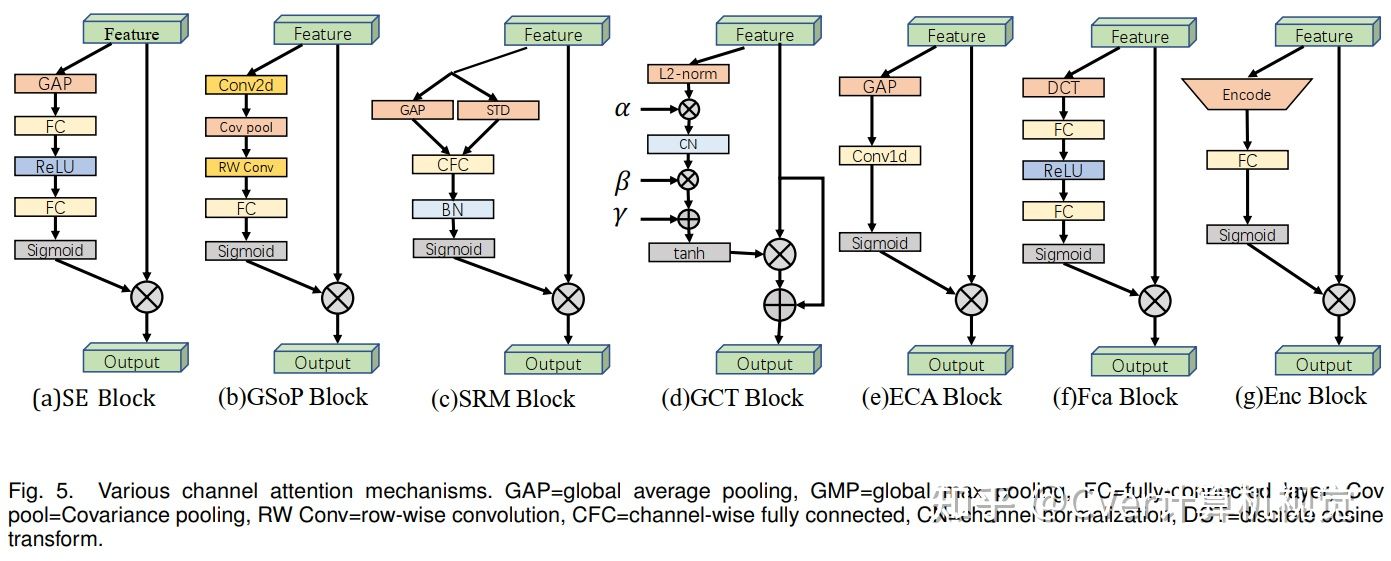 Feature
GAP
FC
ReLU
FC
Sigmoid
Output
(a)SE Block
Feature
Conv2d
Cov pool
RW Conv
FC
Sigmoid
Output
(b)GSoP Block
Feature
GAP
STD
CFC
BN
Sigmoid
Output
(c)SRM Block
Feature
L2-norm
α
CN
β
γ
tanh
Output
(d)GCT Block
Feature
GAP
Conv1d
Sigmoid
Output
(e)ECA Block
Feature
DCT
FC
ReLU
FC
Sigmoid
Output
(f)Fca Block
Feature
Encode
FC
Sigmoid
Output
(g)Enc Block
Fig. 5. Various channel attention mechanisms. GAP=global average pooling, GMP=global max pooling, FC=fully-connected layer, Cov
pool=Covariance pooling, RW Conv=row-wise convolution, CFC=channel-wise fully connected, CN=channel normalization, DCT=discrete cosine
transform.
知乎 @Cver计算机视觉